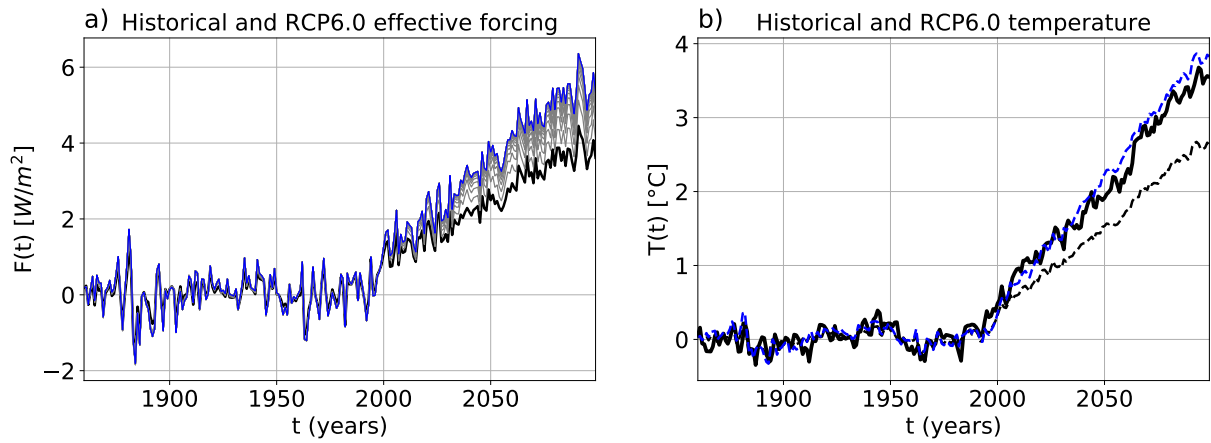 a) Historical and RCP6.0 effective forcing
F(t) [W/m²]
6
4
2
0
−2
1900 1950 2000 2050
t (years)
b) Historical and RCP6.0 temperature
T(t) [°C]
4
3
2
1
0
1900 1950 2000 2050
t (years)